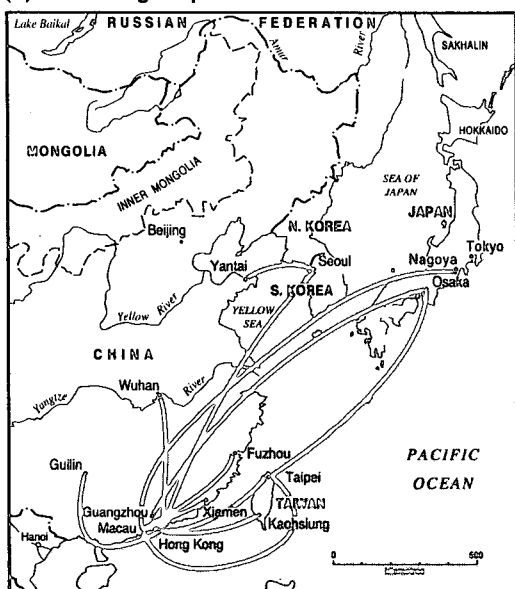 Lake Baikal
RUSSIAN FEDERATION
Amur
River
SAKHALIN
HOKKAIDO
MONGOLIA
INNER MONGOLIA
SEA OF
JAPAN
JAPAN
Beijing
N. KOREA
Yantai
Seoul
Nagoya
Tokyo
Osaka
S. KOREA
Yellow River
YELLOW
SEA
CHINA
Wuhan
Yangtze River
Fuzhou
Guilin
Taipei
PACIFIC
OCEAN
Guangzhou
Xiamen
TAIWAN
Macau
Kaohsiung
Hanoi
Hong Kong
0 600